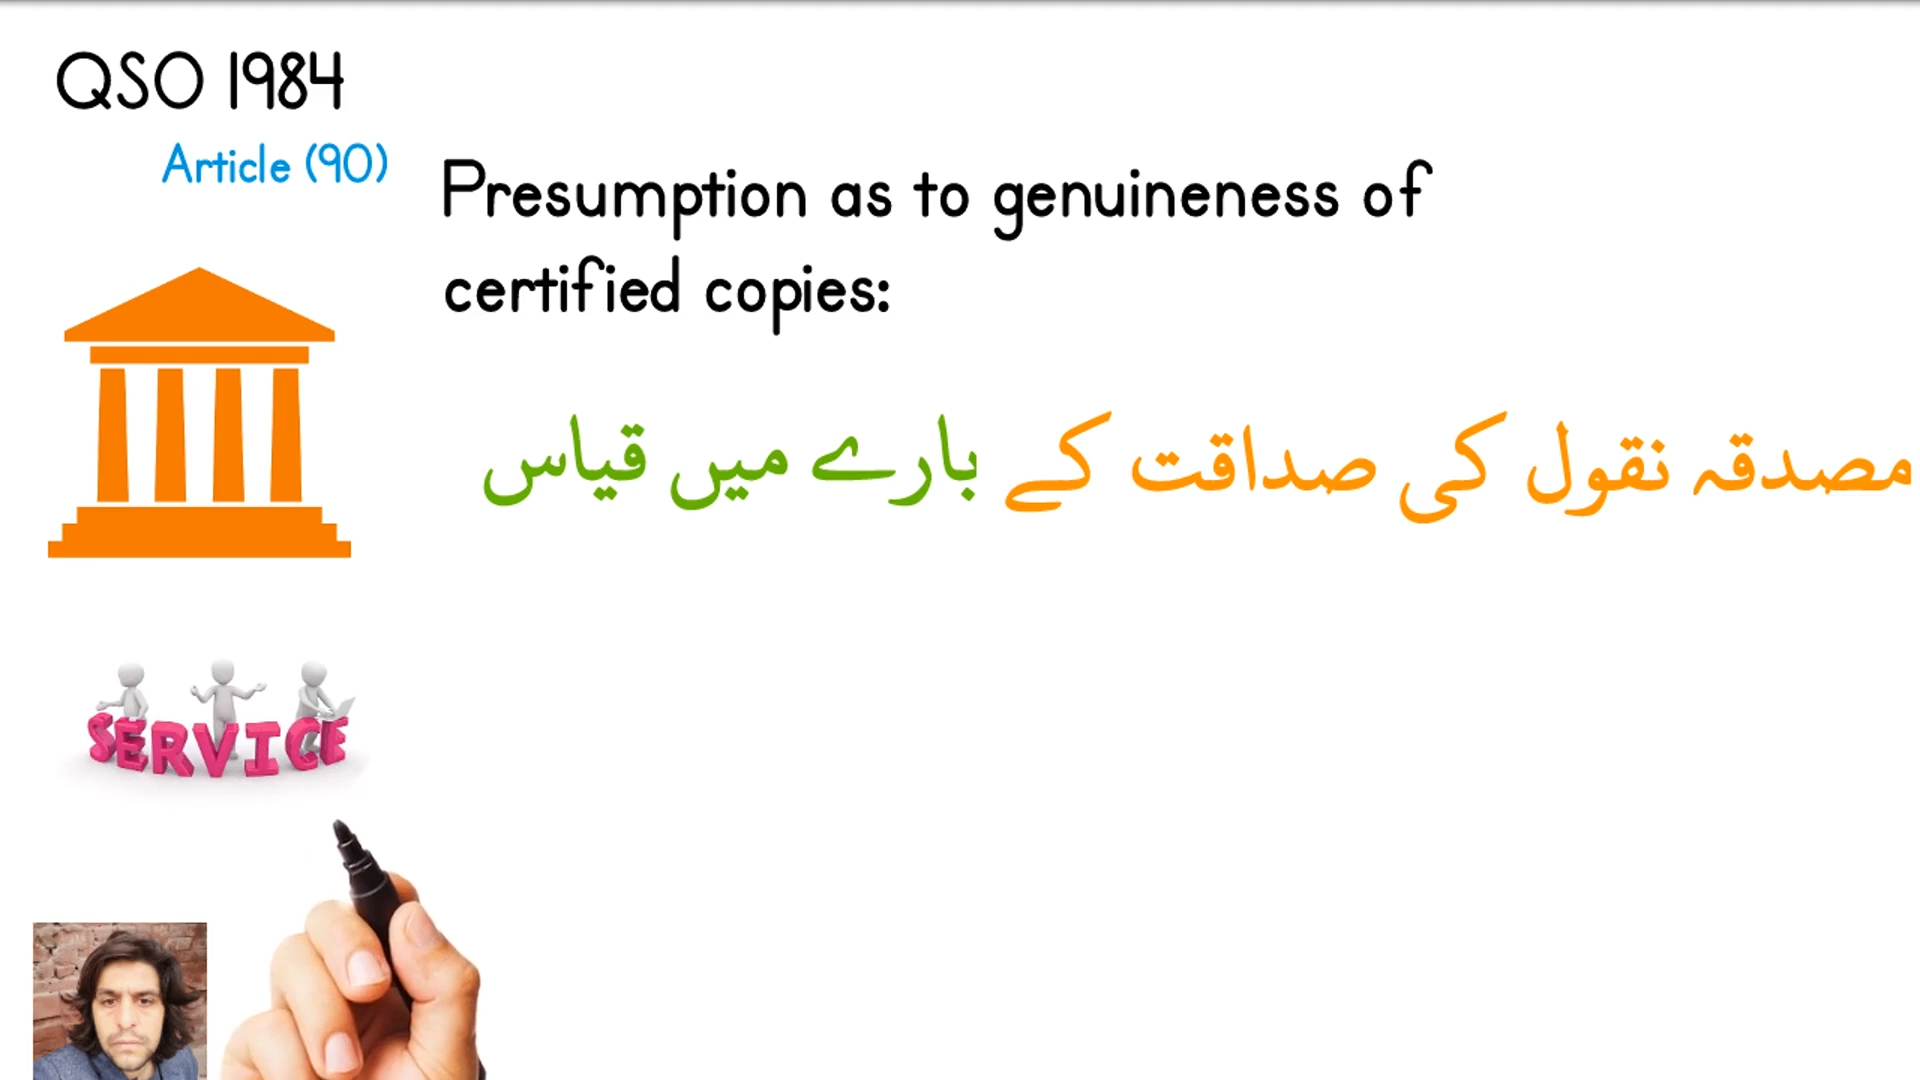 QSO 1984
Article (90)
Presumption as to genuineness of
certified copies:
مصدقہ نقول کی صداقت کے بارے میں قیاس
SERVICE